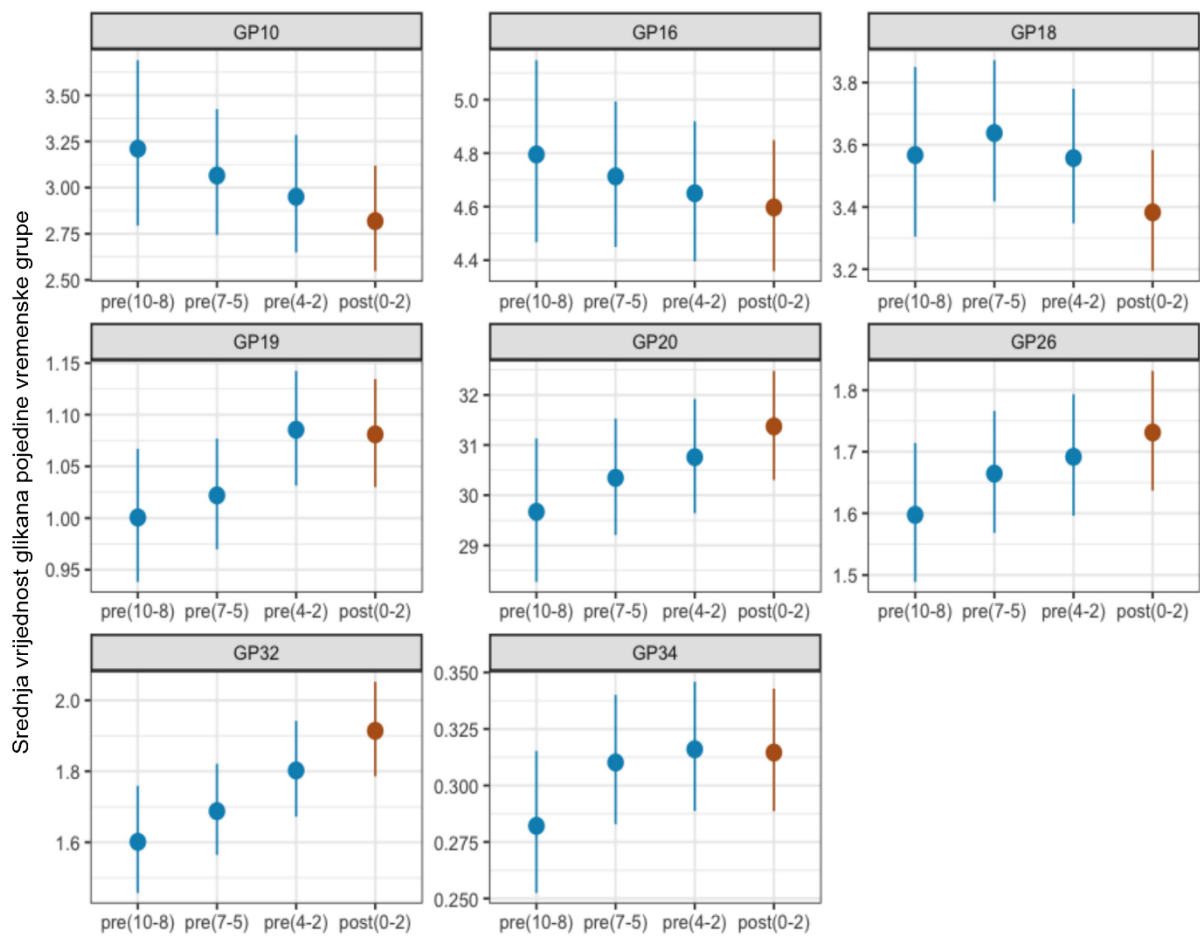 Srednja vrijednost glikana pojedine vremenske grupe
GP10
3.50
3.25
3.00
2.75
2.50
pre(10-8) pre(7-5) pre(4-2) post(0-2)
GP16
5.0
4.8
4.6
4.4
pre(10-8) pre(7-5) pre(4-2) post(0-2)
GP18
3.8
3.6
3.4
3.2
pre(10-8) pre(7-5) pre(4-2) post(0-2)
GP19
1.15
1.10
1.05
1.00
0.95
pre(10-8) pre(7-5) pre(4-2) post(0-2)
GP20
32
31
30
29
pre(10-8) pre(7-5) pre(4-2) post(0-2)
GP26
1.8
1.7
1.6
1.5
pre(10-8) pre(7-5) pre(4-2) post(0-2)
GP32
2.0
1.8
1.6
pre(10-8) pre(7-5) pre(4-2) post(0-2)
GP34
0.350
0.325
0.300
0.275
0.250
pre(10-8) pre(7-5) pre(4-2) post(0-2)